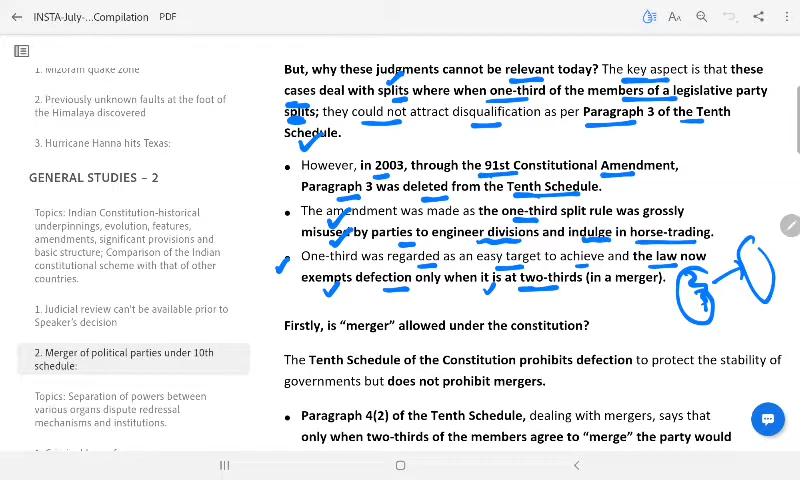 INSTA-July-...Compilation PDF
1. Mizoram quake zone
2. Previously unknown faults at the foot of
the Himalaya discovered
3. Hurricane Hanna hits Texas:
GENERAL STUDIES – 2
Topics: Indian Constitution-historical
underpinnings, evolution, features,
amendments, significant provisions and
basic structure; Comparison of the Indian
constitutional scheme with that of other
countries.
1. Judicial review can't be available prior to
Speaker's decision
2. Merger of political parties under 10th
schedule:
Topics: Separation of powers between
various organs dispute redressal
mechanisms and institutions.
But, why these judgments cannot be relevant today? The key aspect is that these
cases deal with splits where when one-third of the members of a legislative party
splits; they could not attract disqualification as per Paragraph 3 of the Tenth
Schedule.
• However, in 2003, through the 91st Constitutional Amendment,
Paragraph 3 was deleted from the Tenth Schedule.
• The amendment was made as the one-third split rule was grossly
misused by parties to engineer divisions and indulge in horse-trading.
• One-third was regarded as an easy target to achieve and the law now
exempts defection only when it is at two-thirds (in a merger).
Firstly, is “merger” allowed under the constitution?
The Tenth Schedule of the Constitution prohibits defection to protect the stability of
governments but does not prohibit mergers.
• Paragraph 4(2) of the Tenth Schedule, dealing with mergers, says that
only when two-thirds of the members agree to “merge” the party would